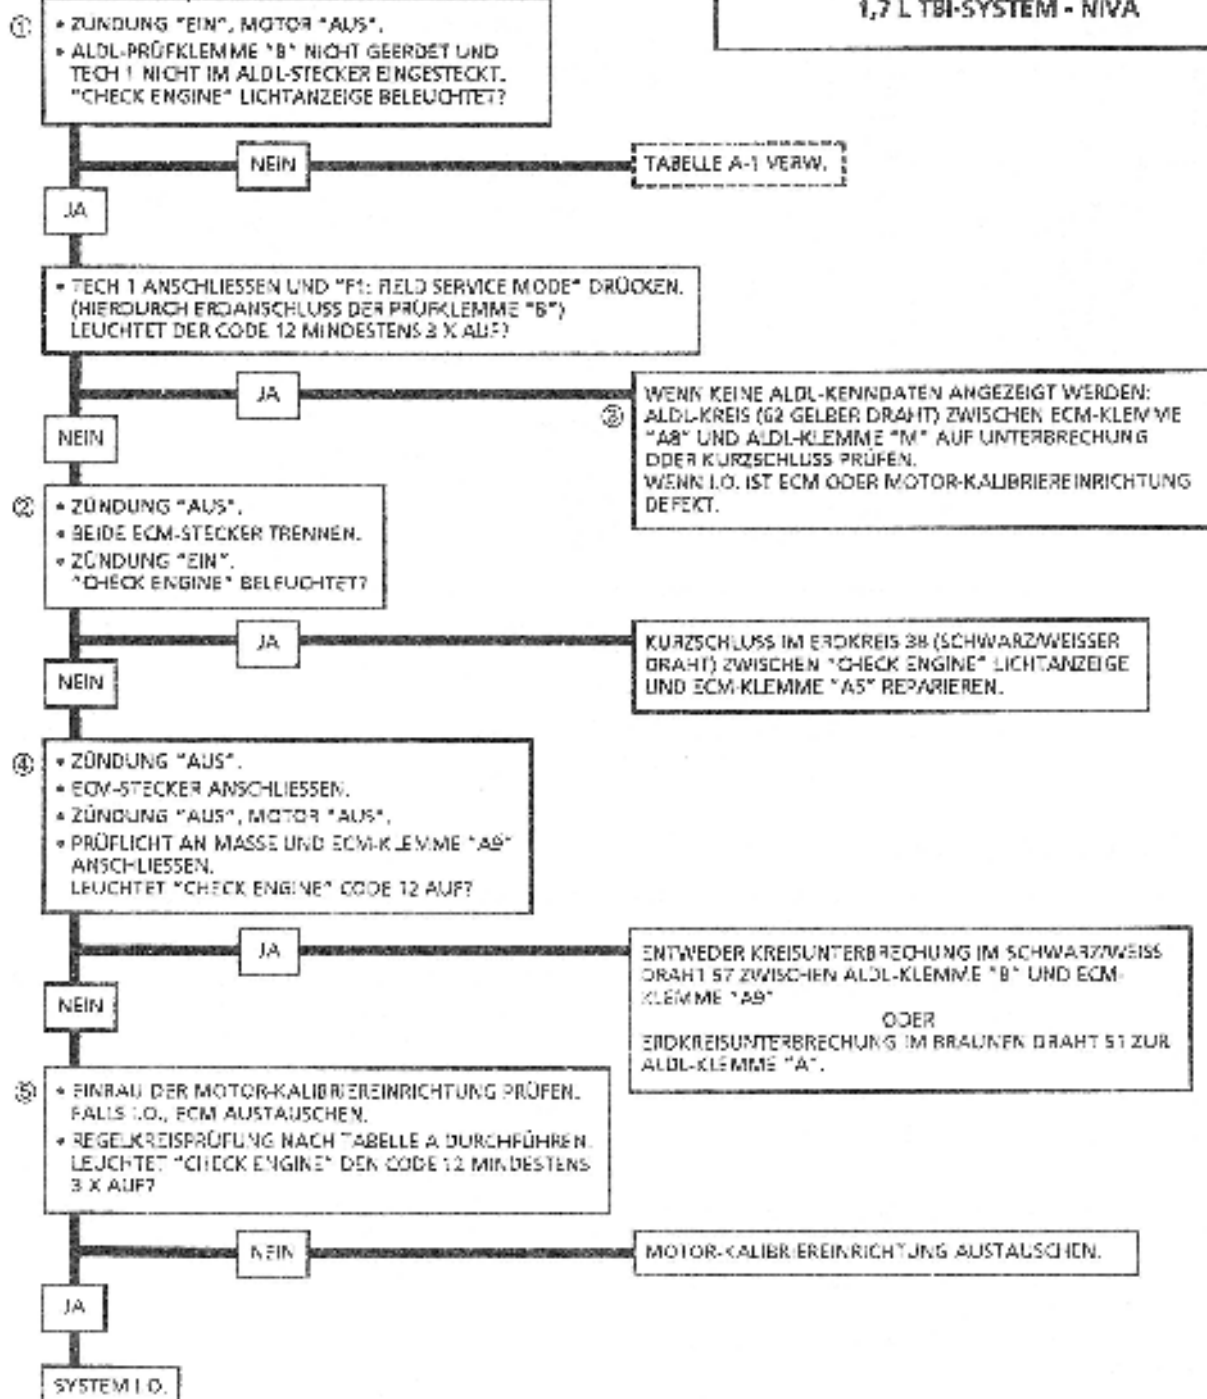 1,7 L TBI-SYSTEM - NIVA
①
• ZÜNDUNG "EIN", MOTOR "AUS".
• ALDL-PRÜFKLEMME "B" NICHT GEERDET UND
TECH 1 NICHT IM ALDL-STECKER EINGESTECKT.
"CHECK ENGINE" LICHTANZEIGE BELEUCHTET?
NEIN
TABELLE A-1 VERW.
JA
• TECH 1 ANSCHLIESSEN UND "F1: FIELD SERVICE MODE" DRÜCKEN.
(HIERDURCH ERDANSCHLUSS DER PRÜFKLEMME "B")
LEUCHTET DER CODE 12 MINDESTENS 3 X AUF?
JA
③
WENN KEINE ALDL-KENNDATEN ANGEZEIGT WERDEN:
ALDL-KREIS (62 GELBER DRAHT) ZWISCHEN ECM-KLEMME
"A8" UND ALDL-KLEMME "M" AUF UNTERBRECHUNG
ODER KURZSCHLUSS PRÜFEN.
WENN I.O. IST ECM ODER MOTOR-KALIBRIEREINRICHTUNG
DEFEKT.
NEIN
②
• ZÜNDUNG "AUS".
• BEIDE ECM-STECKER TRENNEN.
• ZÜNDUNG "EIN".
"CHECK ENGINE" BELEUCHTET?
JA
KURZSCHLUSS IM ERDKREIS 38 (SCHWARZ/WEISSER
DRAHT) ZWISCHEN "CHECK ENGINE" LICHTANZEIGE
UND ECM-KLEMME "A5" REPARIEREN.
NEIN
④
• ZÜNDUNG "AUS".
• ECM-STECKER ANSCHLIESSEN.
• ZÜNDUNG "AUS", MOTOR "AUS".
• PRÜFLICHT AN MASSE UND ECM-KLEMME "A9"
ANSCHLIESSEN.
LEUCHTET "CHECK ENGINE" CODE 12 AUF?
JA
ENTWEDER KREISUNTERBRECHUNG IM SCHWARZ/WEISS
DRAHT 57 ZWISCHEN ALDL-KLEMME "B" UND ECM-
KLEMME "A9"
ODER
ERDKREISUNTERBRECHUNG IM BRAUNEN DRAHT 51 ZUR
ALDL-KLEMME "A".
NEIN
⑤
• EINBAU DER MOTOR-KALIBRIEREINRICHTUNG PRÜFEN.
FALLS I.O., ECM AUSTAUSCHEN.
• REGELKREISPRÜFUNG NACH TABELLE A DURCHFÜHREN.
LEUCHTET "CHECK ENGINE" DEN CODE 12 MINDESTENS
3 X AUF?
NEIN
MOTOR-KALIBRIEREINRICHTUNG AUSTAUSCHEN.
JA
SYSTEM I.O.